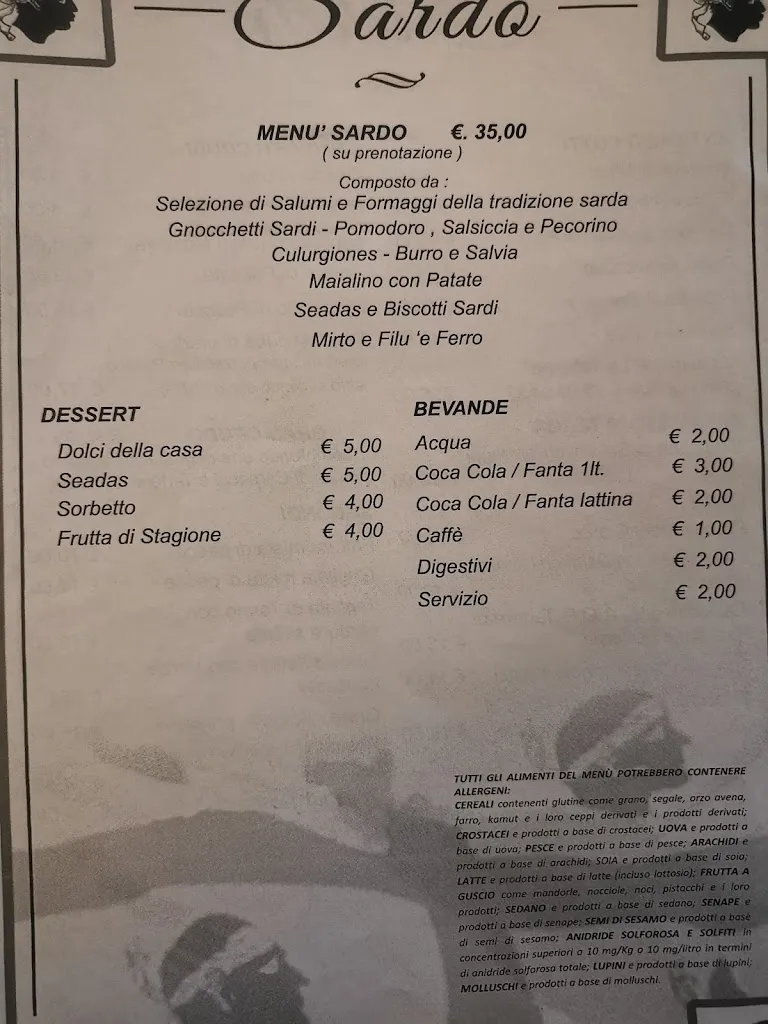 Sardo
MENU' SARDO €. 35,00
( su prenotazione )
Composto da :
Selezione di Salumi e Formaggi della tradizione sarda
Gnocchetti Sardi - Pomodoro , Salsiccia e Pecorino
Culurgiones - Burro e Salvia
Maialino con Patate
Seadas e Biscotti Sardi
Mirto e Filu 'e Ferro
DESSERT
Dolci della casa € 5,00
Seadas € 5,00
Sorbetto € 4,00
Frutta di Stagione € 4,00
BEVANDE
Acqua € 2,00
Coca Cola / Fanta 1lt. € 3,00
Coca Cola / Fanta lattina € 2,00
Caffè € 1,00
Digestivi € 2,00
Servizio € 2,00
TUTTI GLI ALIMENTI DEL MENÙ POTREBBERO CONTENERE
ALLERGENI:
CEREALI contenenti glutine come grano, segale, orzo avena,
farro, kamut e i loro ceppi derivati e i prodotti derivati;
CROSTACEI e prodotti a base di crostacei; UOVA e prodotti a
base di uova; PESCE e prodotti a base di pesce; ARACHIDI e
prodotti a base di arachidi; SOIA e prodotti a base di soia;
LATTE e prodotti a base di latte (incluso lattosio); FRUTTA A
GUSCIO come mandorle, nocciole, noci, pistacchi e i loro
prodotti; SEDANO e prodotti a base di sedano; SENAPE e
prodotti a base di senape; SEMI DI SESAMO e prodotti a base
di semi di sesamo; ANIDRIDE SOLFOROSA E SOLFITI in
concentrazioni superiori a 10 mg/Kg o 10 mg/litro in termini
di anidride solforosa totale; LUPINI e prodotti a base di lupini;
MOLLUSCHI e prodotti a base di molluschi.